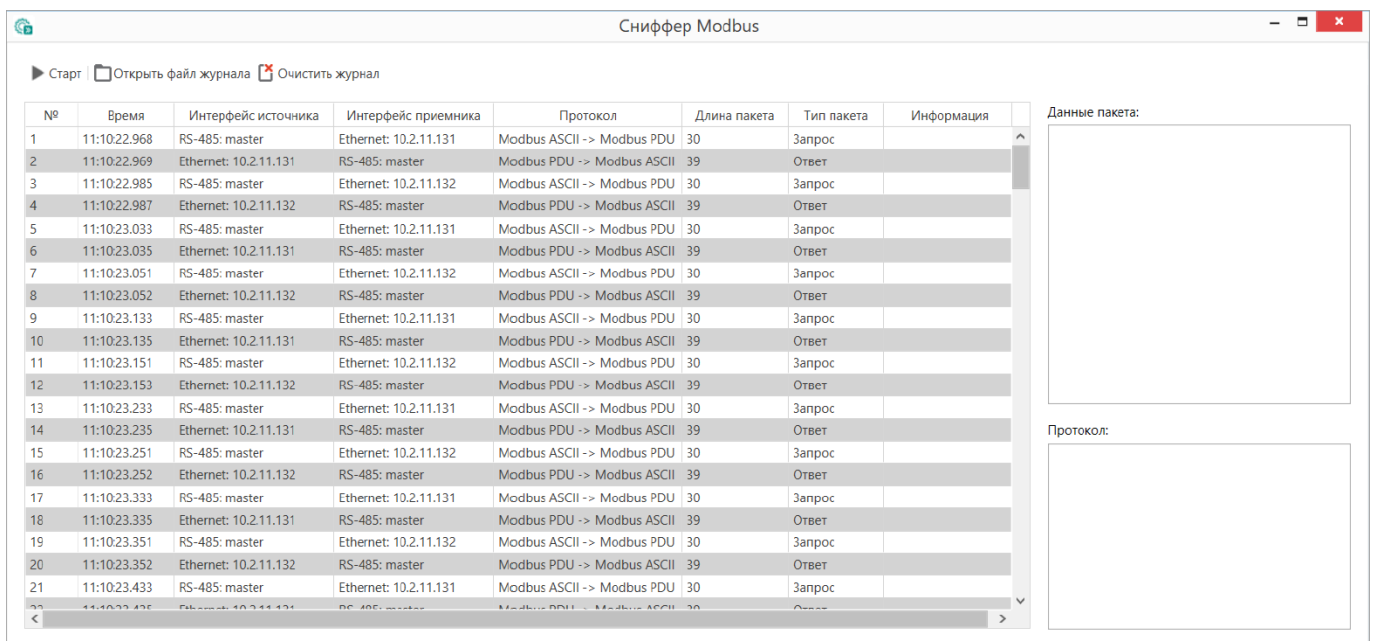 Сниффер Modbus
Старт Открыть файл журнала Очистить журнал
№ Время Интерфейс источника Интерфейс приемника Протокол Длина пакета Тип пакета Информация Данные пакета:
1 11:10:22.968 RS-485: master Ethernet: 10.2.11.131 Modbus ASCII -> Modbus PDU 30 Запрос
2 11:10:22.969 Ethernet: 10.2.11.131 RS-485: master Modbus PDU -> Modbus ASCII 39 Ответ
3 11:10:22.985 RS-485: master Ethernet: 10.2.11.132 Modbus ASCII -> Modbus PDU 30 Запрос
4 11:10:22.987 Ethernet: 10.2.11.132 RS-485: master Modbus PDU -> Modbus ASCII 39 Ответ
5 11:10:23.033 RS-485: master Ethernet: 10.2.11.131 Modbus ASCII -> Modbus PDU 30 Запрос
6 11:10:23.035 Ethernet: 10.2.11.131 RS-485: master Modbus PDU -> Modbus ASCII 39 Ответ
7 11:10:23.051 RS-485: master Ethernet: 10.2.11.132 Modbus ASCII -> Modbus PDU 30 Запрос
8 11:10:23.052 Ethernet: 10.2.11.132 RS-485: master Modbus PDU -> Modbus ASCII 39 Ответ
9 11:10:23.133 RS-485: master Ethernet: 10.2.11.131 Modbus ASCII -> Modbus PDU 30 Запрос
10 11:10:23.135 Ethernet: 10.2.11.131 RS-485: master Modbus PDU -> Modbus ASCII 39 Ответ
11 11:10:23.151 RS-485: master Ethernet: 10.2.11.132 Modbus ASCII -> Modbus PDU 30 Запрос
12 11:10:23.153 Ethernet: 10.2.11.132 RS-485: master Modbus PDU -> Modbus ASCII 39 Ответ
13 11:10:23.233 RS-485: master Ethernet: 10.2.11.131 Modbus ASCII -> Modbus PDU 30 Запрос
14 11:10:23.235 Ethernet: 10.2.11.131 RS-485: master Modbus PDU -> Modbus ASCII 39 Ответ
Протокол:
15 11:10:23.251 RS-485: master Ethernet: 10.2.11.132 Modbus ASCII -> Modbus PDU 30 Запрос
16 11:10:23.252 Ethernet: 10.2.11.132 RS-485: master Modbus PDU -> Modbus ASCII 39 Ответ
17 11:10:23.333 RS-485: master Ethernet: 10.2.11.131 Modbus ASCII -> Modbus PDU 30 Запрос
18 11:10:23.335 Ethernet: 10.2.11.131 RS-485: master Modbus PDU -> Modbus ASCII 39 Ответ
19 11:10:23.351 RS-485: master Ethernet: 10.2.11.132 Modbus ASCII -> Modbus PDU 30 Запрос
20 11:10:23.352 Ethernet: 10.2.11.132 RS-485: master Modbus PDU -> Modbus ASCII 39 Ответ
21 11:10:23.433 RS-485: master Ethernet: 10.2.11.131 Modbus ASCII -> Modbus PDU 30 Запрос